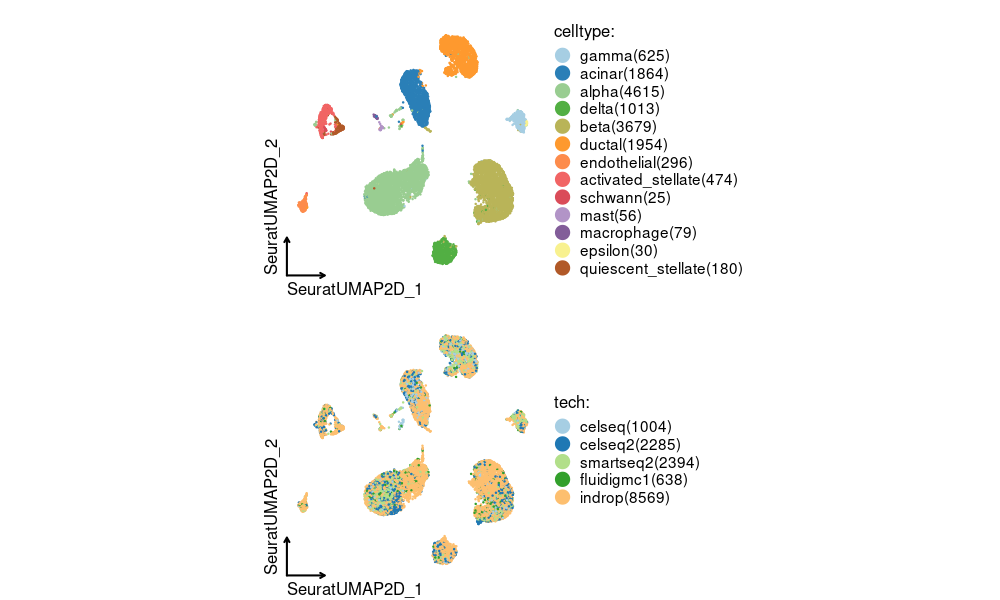 celltype:
gamma(625)
acinar(1864)
alpha(4615)
delta(1013)
beta(3679)
ductal(1954)
endothelial(296)
activated_stellate(474)
schwann(25)
mast(56)
macrophage(79)
epsilon(30)
quiescent_stellate(180)
SeuratUMAP2D_2
SeuratUMAP2D_1
tech:
celseq(1004)
celseq2(2285)
smartseq2(2394)
fluidigmc1(638)
indrop(8569)
SeuratUMAP2D_2
SeuratUMAP2D_1